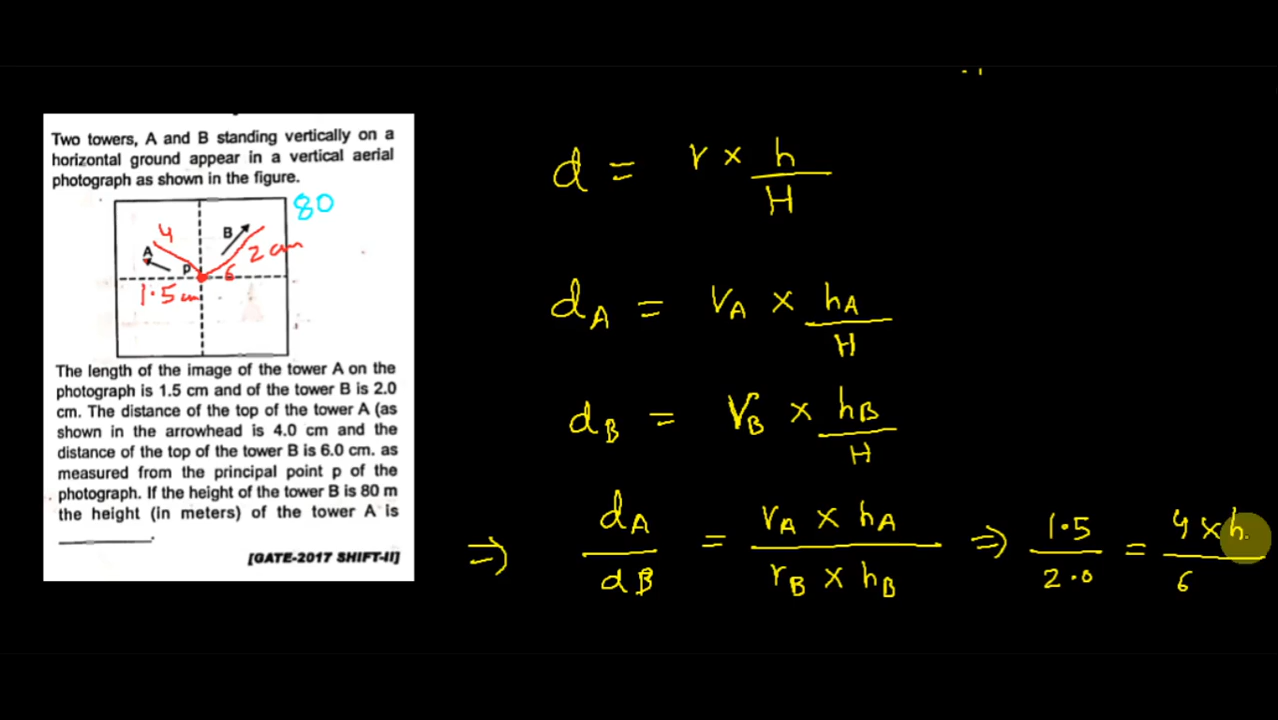 Two towers, A and B standing vertically on a
horizontal ground appear in a vertical aerial
photograph as shown in the figure.
80
4
B
A
2 cm
P
6
1.5 cm
The length of the image of the tower A on the
photograph is 1.5 cm and of the tower B is 2.0
cm. The distance of the top of the tower A (as
shown in the arrowhead is 4.0 cm and the
distance of the top of the tower B is 6.0 cm. as
measured from the principal point p of the
photograph. If the height of the tower B is 80 m
the height (in meters) of the tower A is
__________.
[GATE-2017 SHIFT-II]
d = r × h/H
dA = rA × hA/H
dB = rB × hB/H
⇒ dA/dB = rA × hA / rB × hB ⇒ 1.5/2.0 = 4 × h/6